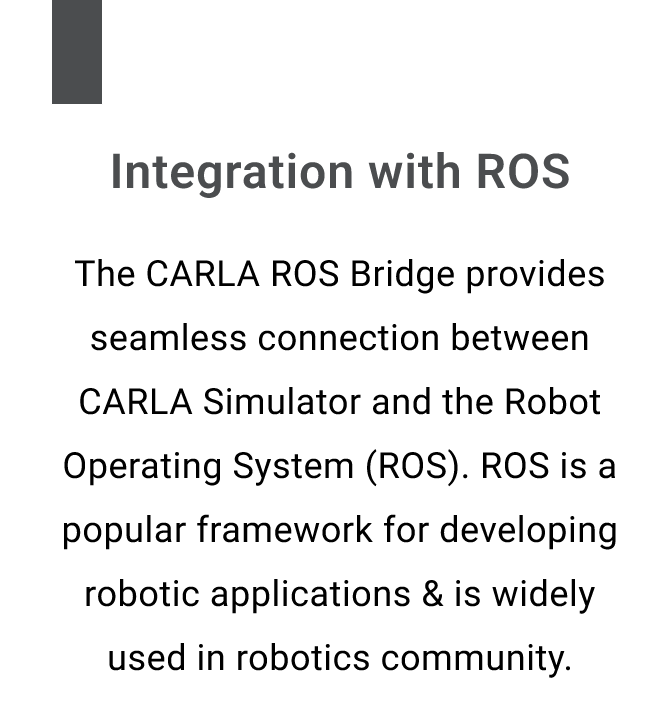 Integration with ROS
The CARLA ROS Bridge provides
seamless connection between
CARLA Simulator and the Robot
Operating System (ROS). ROS is a
popular framework for developing
robotic applications & is widely
used in robotics community.